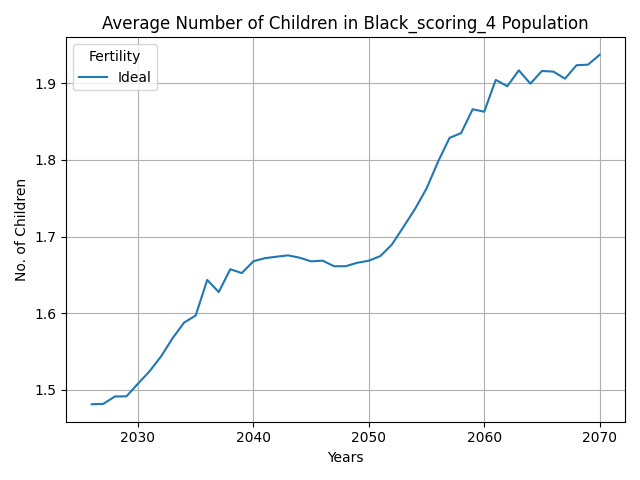 Average Number of Children in Black_scoring_4 Population
Fertility
Ideal
No. of Children
1.9
1.8
1.7
1.6
1.5
2030 2040 2050 2060 2070
Years